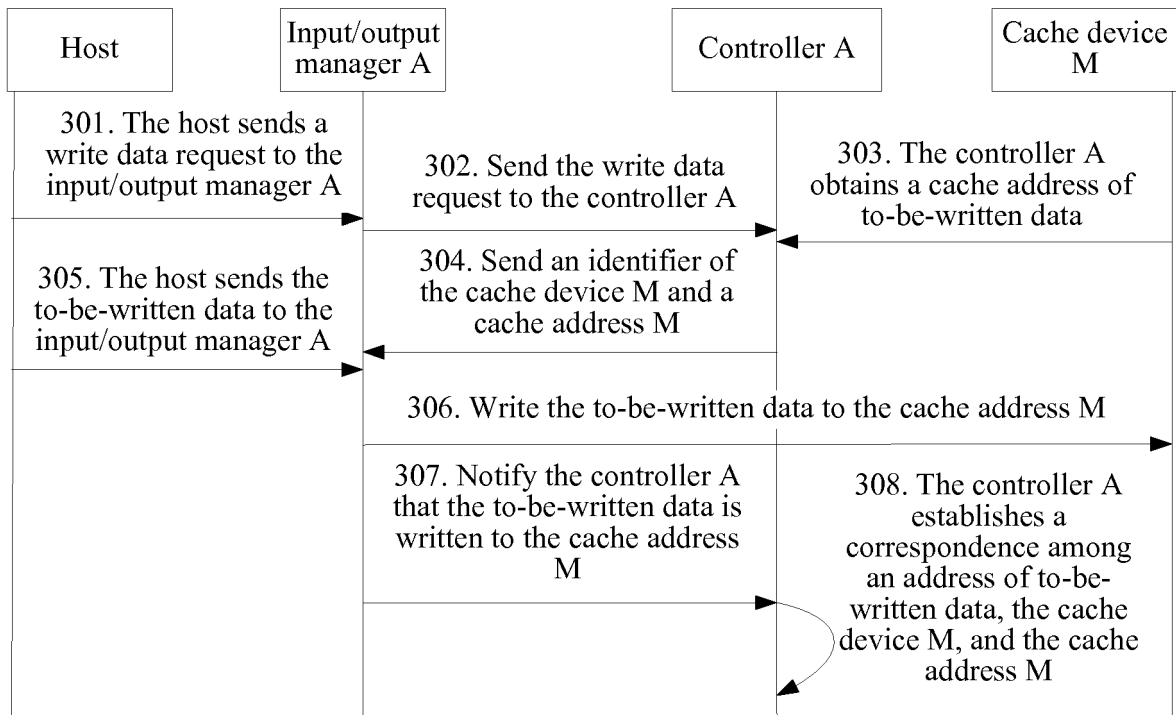 Host
Input/output
manager A
Controller A
Cache device
M
301. The host sends a
write data request to the
input/output manager A
302. Send the write data
request to the controller A
303. The controller A
obtains a cache address of
to-be-written data
304. Send an identifier of
the cache device M and a
cache address M
305. The host sends the
to-be-written data to the
input/output manager A
306. Write the to-be-written data to the cache address M
307. Notify the controller A
that the to-be-written data is
written to the cache address
M
308. The controller A
establishes a
correspondence among
an address of to-be-
written data, the cache
device M, and the cache
address M